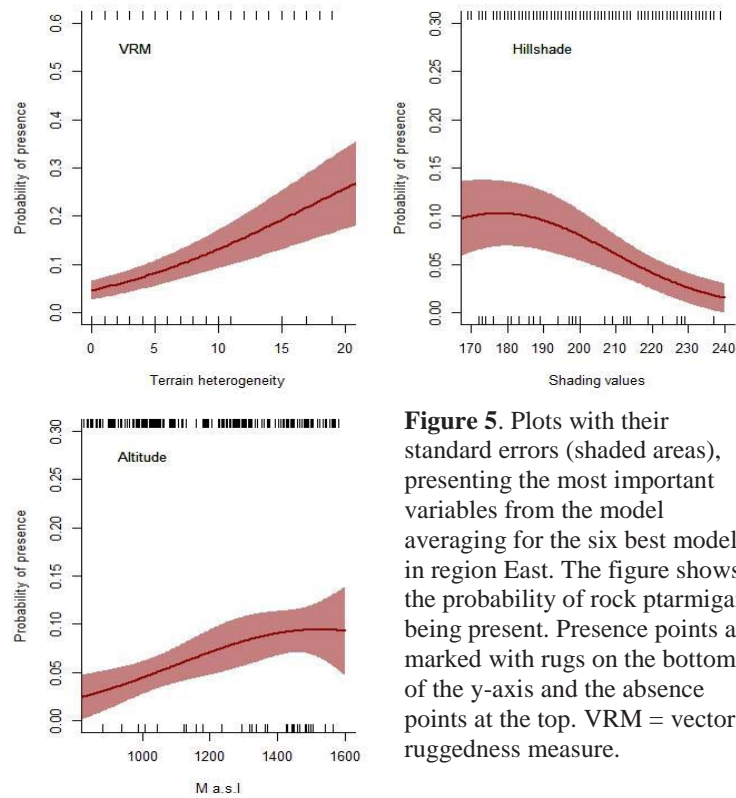 VRM
Probability of presence
0.0 0.1 0.2 0.3 0.4 0.5 0.6
0 5 10 15 20
Terrain heterogeneity
Hillshade
Probability of presence
0.00 0.05 0.10 0.15 0.20 0.25 0.30
170 180 190 200 210 220 230 240
Shading values
Altitude
Probability of presence
0.00 0.05 0.10 0.15 0.20 0.25 0.30
1000 1200 1400 1600
M a.s.l
Figure 5. Plots with their
standard errors (shaded areas),
presenting the most important
variables from the model
averaging for the six best model
in region East. The figure shows
the probability of rock ptarmiga
being present. Presence points a
marked with rugs on the bottom
of the y-axis and the absence
points at the top. VRM = vector
ruggedness measure.